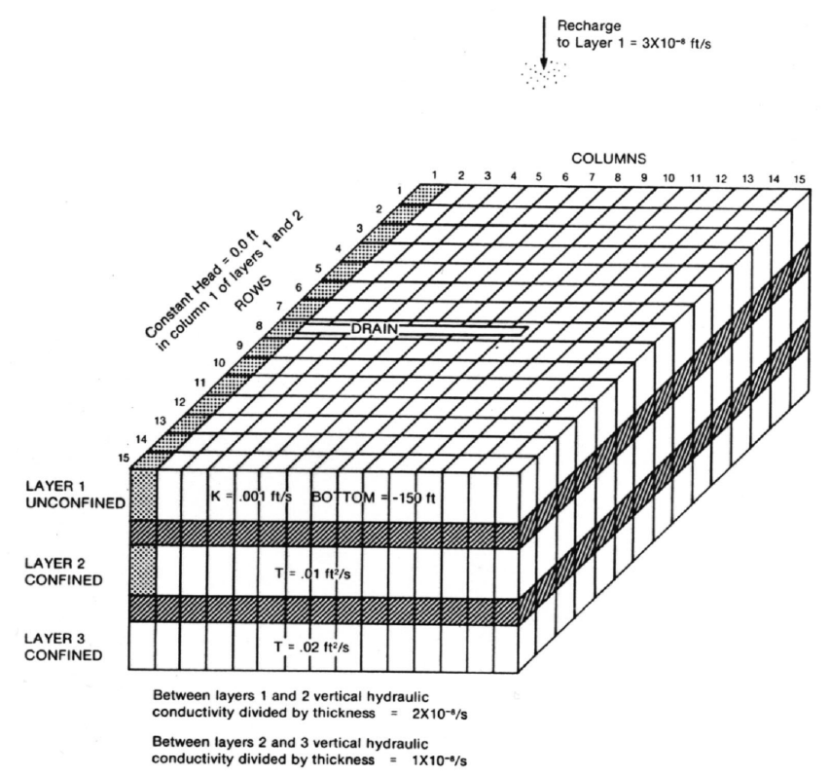 Recharge
to Layer 1 = 3X10⁻⁸ ft/s
COLUMNS
1 2 3 4 5 6 7 8 9 10 11 12 13 14 15
Constant Head = 0.0 ft
in column 1 of layers 1 and 2
ROWS
1
2
3
4
5
6
7
8
9
10
11
12
13
14
15
DRAIN
LAYER 1
UNCONFINED
K = .001 ft/s BOTTOM = -150 ft
LAYER 2
CONFINED
T = .01 ft²/s
LAYER 3
CONFINED
T = .02 ft²/s
Between layers 1 and 2 vertical hydraulic
conductivity divided by thickness = 2X10⁻⁸/s
Between layers 2 and 3 vertical hydraulic
conductivity divided by thickness = 1X10⁻⁸/s